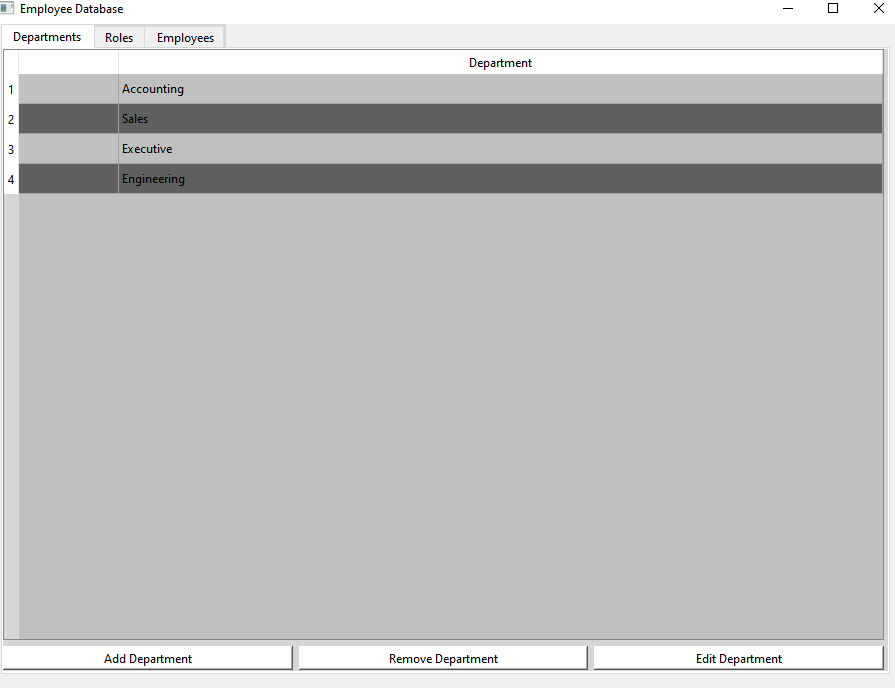 Employee Database
Departments Roles Employees
Department
1 Accounting
2 Sales
3 Executive
4 Engineering
Add Department Remove Department Edit Department